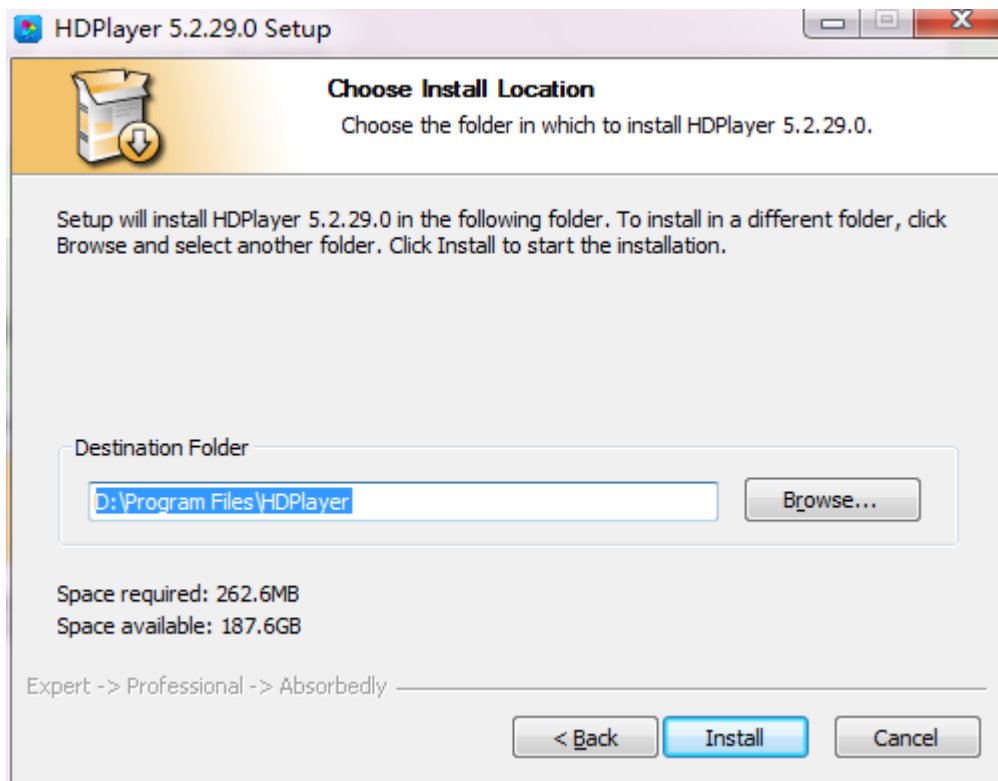 HDPlayer 5.2.29.0 Setup
Choose Install Location
Choose the folder in which to install HDPlayer 5.2.29.0.
Setup will install HDPlayer 5.2.29.0 in the following folder. To install in a different folder, click
Browse and select another folder. Click Install to start the installation.
Destination Folder
D:\Program Files\HDPlayer
Browse...
Space required: 262.6MB
Space available: 187.6GB
Expert -> Professional -> Absorbedly
< Back
Install
Cancel